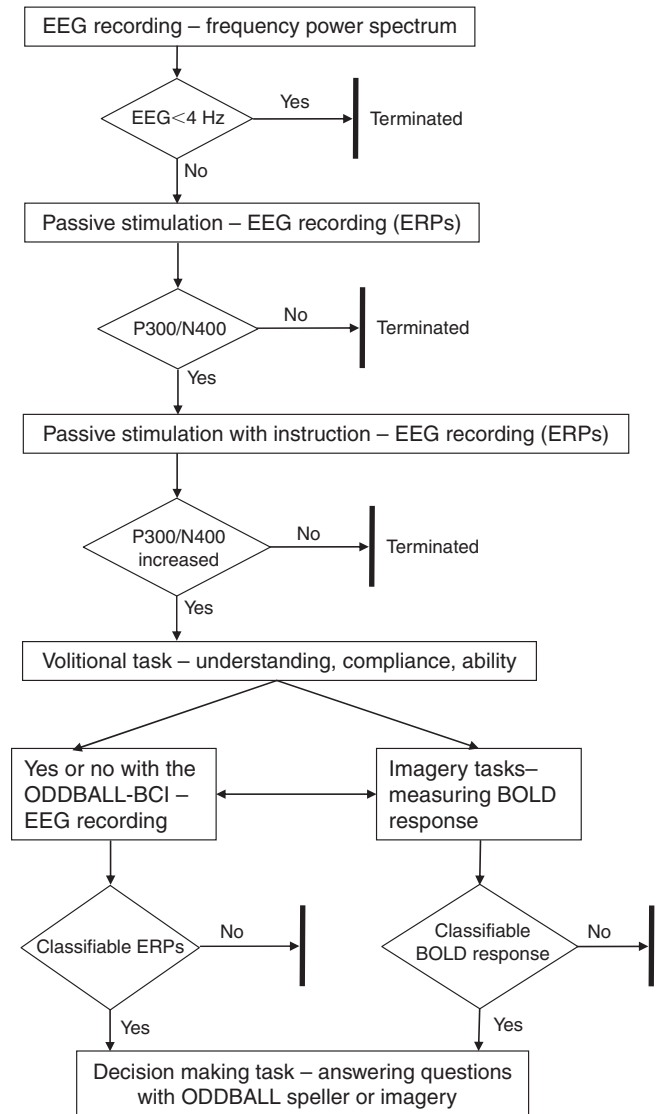 EEG recording – frequency power spectrum
EEG<4 Hz
Yes
Terminated
No
Passive stimulation – EEG recording (ERPs)
P300/N400
No
Terminated
Yes
Passive stimulation with instruction – EEG recording (ERPs)
P300/N400
increased
No
Terminated
Yes
Volitional task – understanding, compliance, ability
Yes or no with the
ODDBALL-BCI –
EEG recording
Imagery tasks–
measuring BOLD
response
Classifiable ERPs
No
Classifiable
BOLD response
No
Yes
Yes
Decision making task – answering questions
with ODDBALL speller or imagery